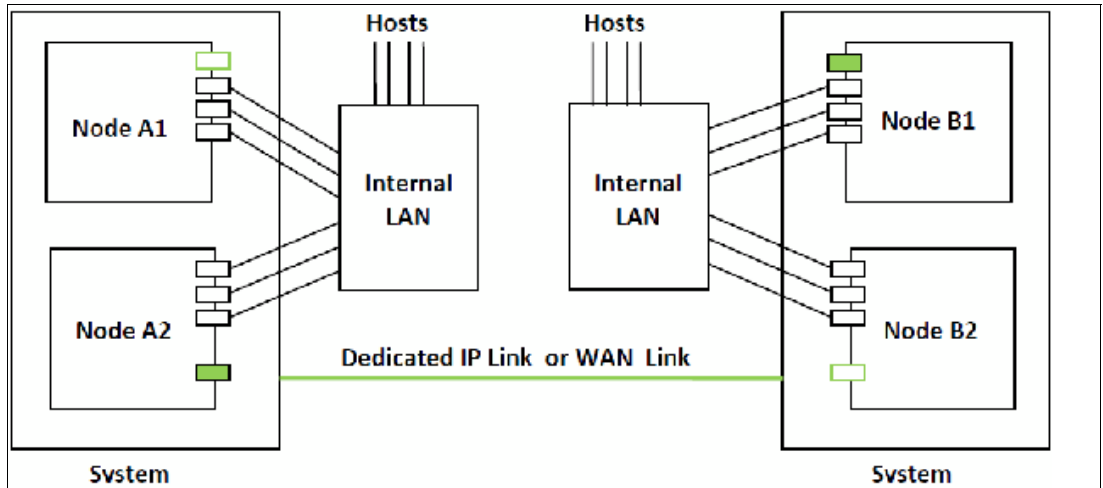 Hosts
Hosts
Node A1
Node B1
Internal
LAN
Internal
LAN
Node A2
Node B2
Dedicated IP Link or WAN Link
System
System